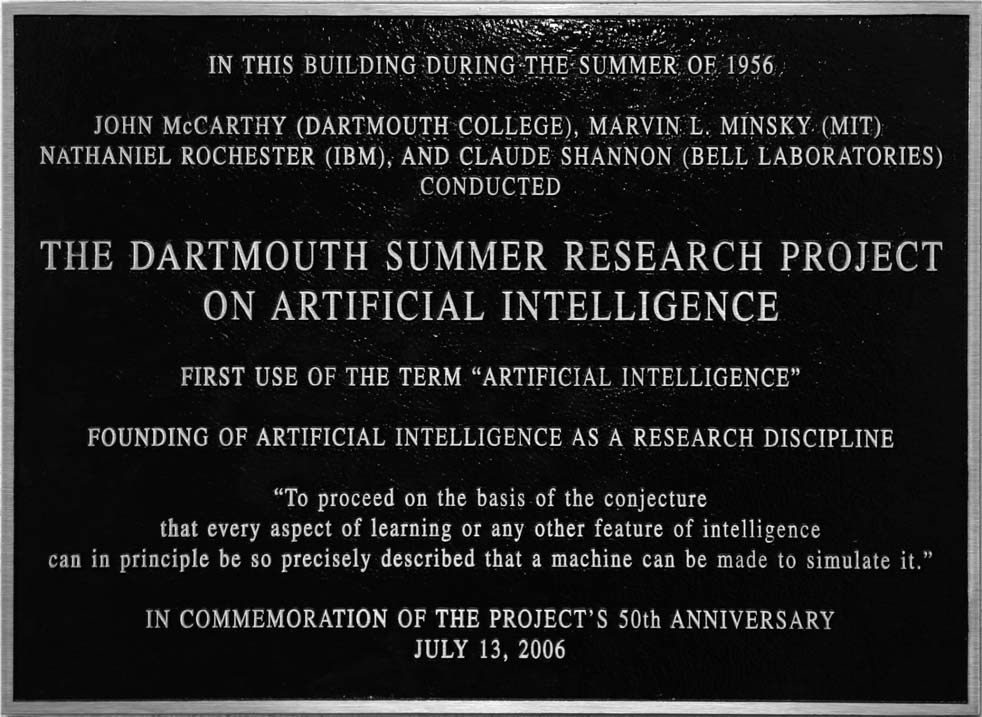 IN THIS BUILDING DURING THE SUMMER OF 1956
JOHN McCARTHY (DARTMOUTH COLLEGE), MARVIN L. MINSKY (MIT)
NATHANIEL ROCHESTER (IBM), AND CLAUDE SHANNON (BELL LABORATORIES)
CONDUCTED
THE DARTMOUTH SUMMER RESEARCH PROJECT
ON ARTIFICIAL INTELLIGENCE
FIRST USE OF THE TERM “ARTIFICIAL INTELLIGENCE”
FOUNDING OF ARTIFICIAL INTELLIGENCE AS A RESEARCH DISCIPLINE
“To proceed on the basis of the conjecture
that every aspect of learning or any other feature of intelligence
can in principle be so precisely described that a machine can be made to simulate it.”
IN COMMEMORATION OF THE PROJECT’S 50th ANNIVERSARY
JULY 13, 2006